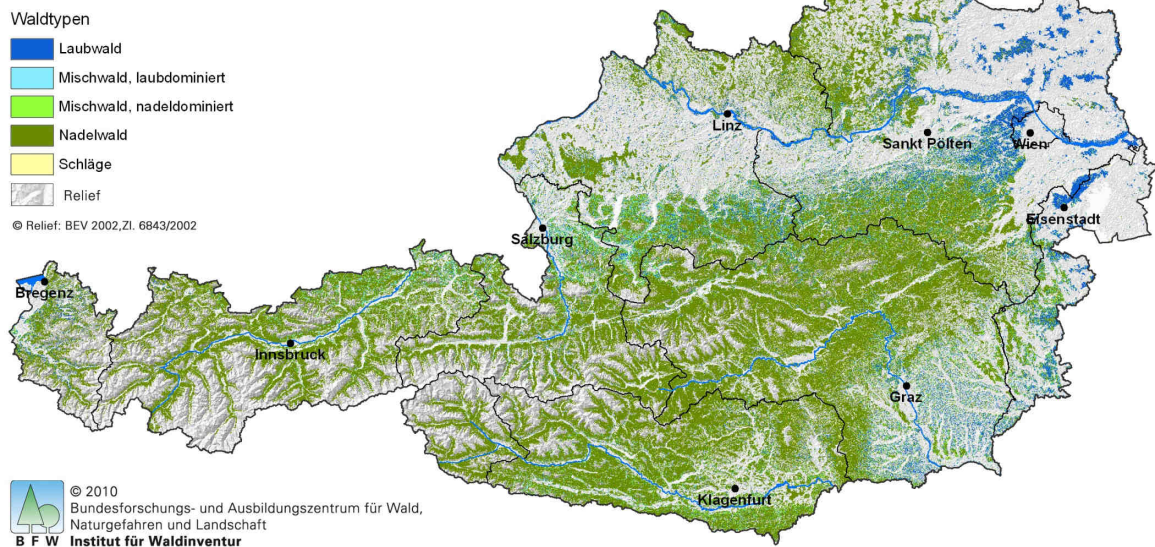 Waldtypen
Laubwald
Mischwald, laubdominiert
Mischwald, nadeldominiert
Nadelwald
Schläge
Relief
© Relief: BEV 2002,Zl. 6843/2002
Linz
Sankt Pölten
Wien
Eisenstadt
Salzburg
Bregenz
Innsbruck
Graz
Klagenfurt
© 2010
Bundesforschungs- und Ausbildungszentrum für Wald,
Naturgefahren und Landschaft
B F W Institut für Waldinventur